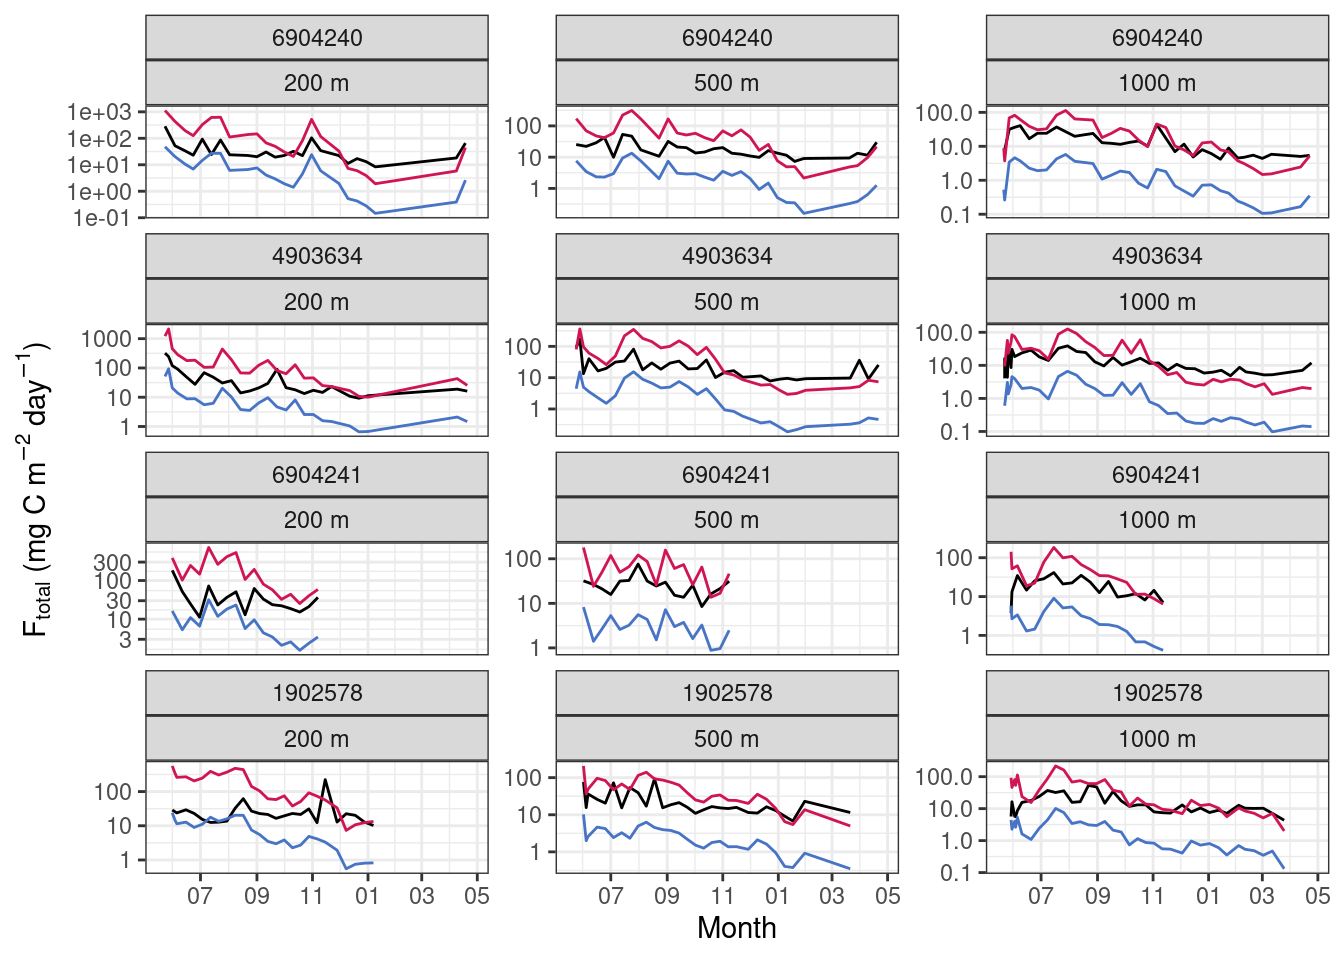 6904240 6904240 6904240
200 m 500 m 1000 m
1e+03
1e+02
1e+01
1e+00
1e-01
100
10
1
100.0
10.0
1.0
0.1
4903634 4903634 4903634
200 m 500 m 1000 m
1000
100
10
1
100
10
1
100.0
10.0
1.0
0.1
6904241 6904241 6904241
200 m 500 m 1000 m
300
100
30
10
3
100
10
1
100
10
1
1902578 1902578 1902578
200 m 500 m 1000 m
100
10
1
100
10
1
100.0
10.0
1.0
0.1
07 09 11 01 03 05 07 09 11 01 03 05 07 09 11 01 03 05
Month
F_total (mg C m⁻² day⁻¹)